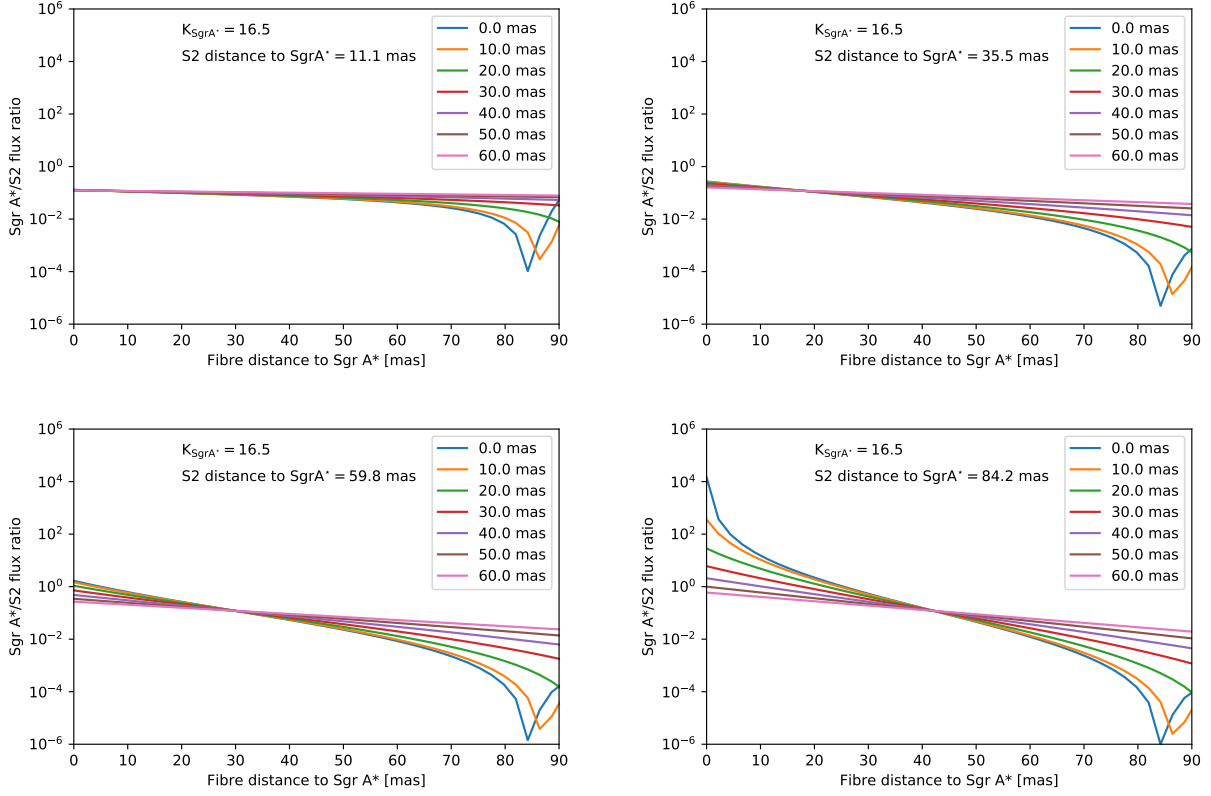 K_SgrA* = 16.5
S2 distance to SgrA* = 11.1 mas
0.0 mas
10.0 mas
20.0 mas
30.0 mas
40.0 mas
50.0 mas
60.0 mas
10^6
10^4
10^2
10^0
10^−2
10^−4
10^−6
Sgr A*/S2 flux ratio
0 10 20 30 40 50 60 70 80 90
Fibre distance to Sgr A* [mas]
K_SgrA* = 16.5
S2 distance to SgrA* = 35.5 mas
0.0 mas
10.0 mas
20.0 mas
30.0 mas
40.0 mas
50.0 mas
60.0 mas
10^6
10^4
10^2
10^0
10^−2
10^−4
10^−6
Sgr A*/S2 flux ratio
0 10 20 30 40 50 60 70 80 90
Fibre distance to Sgr A* [mas]
K_SgrA* = 16.5
S2 distance to SgrA* = 59.8 mas
0.0 mas
10.0 mas
20.0 mas
30.0 mas
40.0 mas
50.0 mas
60.0 mas
10^6
10^4
10^2
10^0
10^−2
10^−4
10^−6
Sgr A*/S2 flux ratio
0 10 20 30 40 50 60 70 80 90
Fibre distance to Sgr A* [mas]
K_SgrA* = 16.5
S2 distance to SgrA* = 84.2 mas
0.0 mas
10.0 mas
20.0 mas
30.0 mas
40.0 mas
50.0 mas
60.0 mas
10^6
10^4
10^2
10^0
10^−2
10^−4
10^−6
Sgr A*/S2 flux ratio
0 10 20 30 40 50 60 70 80 90
Fibre distance to Sgr A* [mas]